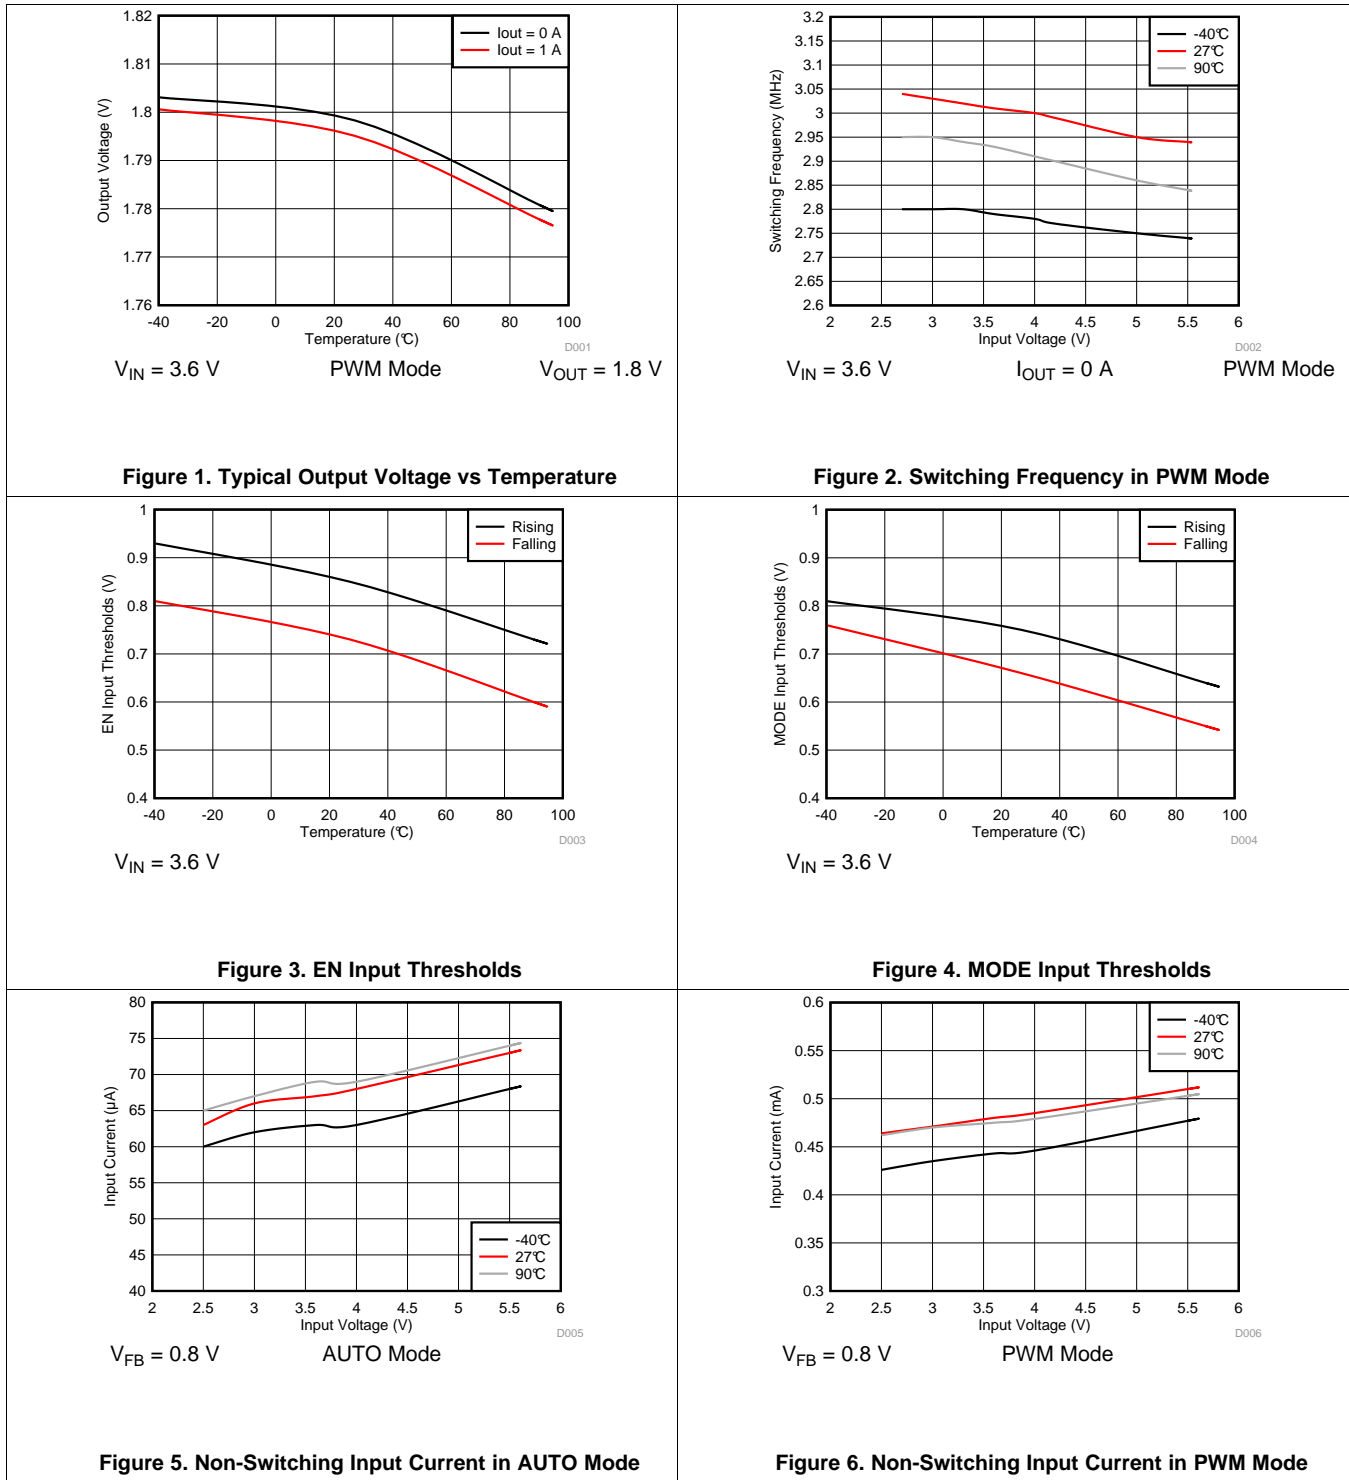 1.82
1.81
1.8
1.79
1.78
1.77
1.76
Output Voltage (V)
Iout = 0 A
Iout = 1 A
-40 -20 0 20 40 60 80 100
Temperature (°C)
D001
VIN = 3.6 V PWM Mode VOUT = 1.8 V
Figure 1. Typical Output Voltage vs Temperature
3.2
3.15
3.1
3.05
3
2.95
2.9
2.85
2.8
2.75
2.7
2.65
2.6
Switching Frequency (MHz)
-40°C
27°C
90°C
2 2.5 3 3.5 4 4.5 5 5.5 6
Input Voltage (V)
D002
VIN = 3.6 V IOUT = 0 A PWM Mode
Figure 2. Switching Frequency in PWM Mode
1
0.9
0.8
0.7
0.6
0.5
0.4
EN Input Thresholds (V)
Rising
Falling
-40 -20 0 20 40 60 80 100
Temperature (°C)
D003
VIN = 3.6 V
Figure 3. EN Input Thresholds
1
0.9
0.8
0.7
0.6
0.5
0.4
MODE Input Thresholds (V)
Rising
Falling
-40 -20 0 20 40 60 80 100
Temperature (°C)
D004
VIN = 3.6 V
Figure 4. MODE Input Thresholds
80
75
70
65
60
55
50
45
40
Input Current (µA)
-40°C
27°C
90°C
2 2.5 3 3.5 4 4.5 5 5.5 6
Input Voltage (V)
D005
VFB = 0.8 V AUTO Mode
Figure 5. Non-Switching Input Current in AUTO Mode
0.6
0.55
0.5
0.45
0.4
0.35
0.3
Input Current (mA)
-40°C
27°C
90°C
2 2.5 3 3.5 4 4.5 5 5.5 6
Input Voltage (V)
D006
VFB = 0.8 V PWM Mode
Figure 6. Non-Switching Input Current in PWM Mode